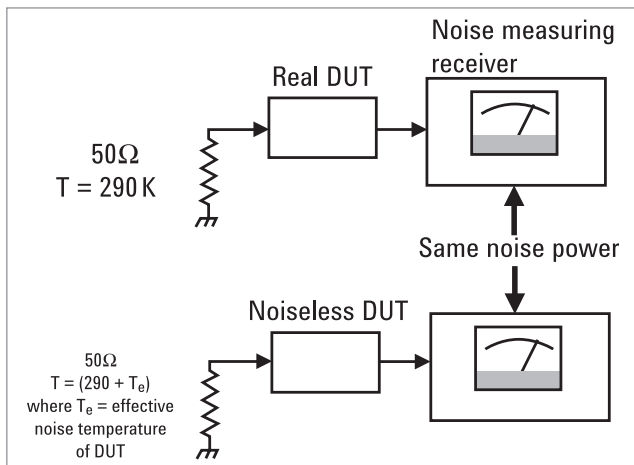 Noise measuring
receiver
Real DUT
50Ω
T = 290 K
Same noise power
Noiseless DUT
50Ω
T = (290 + Te)
where Te = effective
noise temperature
of DUT